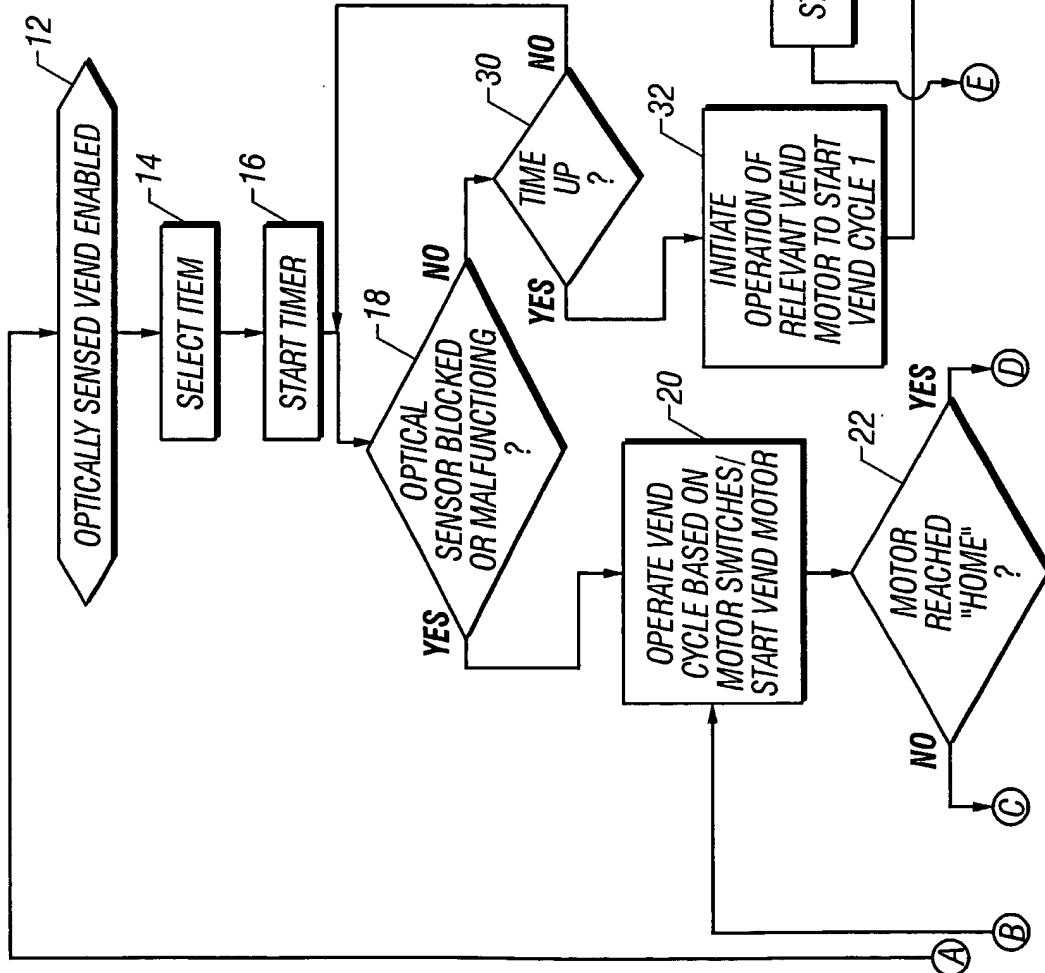 12
OPTICALLY SENSED VEND ENABLED
14
SELECT ITEM
16
START TIMER
18
OPTICAL
SENSOR BLOCKED
OR MALFUNCTIOING
?
YES
NO
30
TIME
UP
?
NO
YES
20
OPERATE VEND
CYCLE BASED ON
MOTOR SWITCHES/
START VEND MOTOR
32
INITIATE
OPERATION OF
RELEVANT VEND
MOTOR TO START
VEND CYCLE 1
22
MOTOR
REACHED
"HOME"
?
NO
YES
A
B
C
D
E